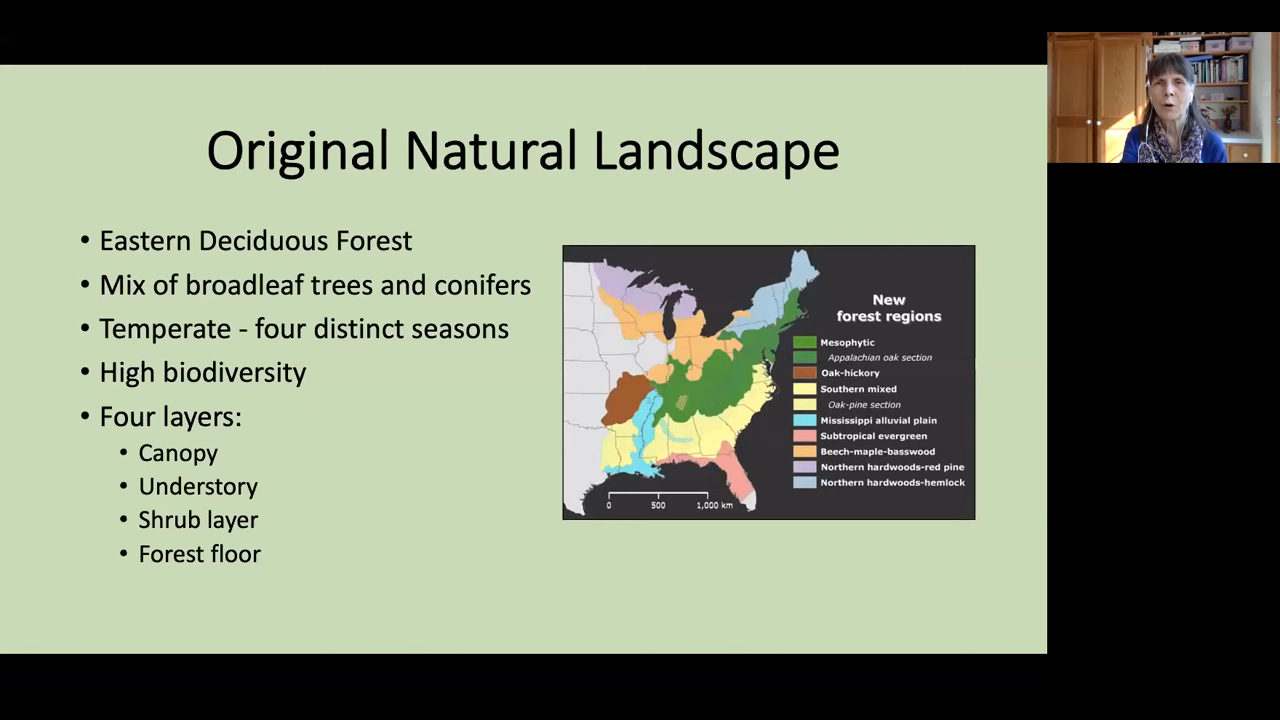 Original Natural Landscape
• Eastern Deciduous Forest
• Mix of broadleaf trees and conifers
• Temperate - four distinct seasons
• High biodiversity
• Four layers:
• Canopy
• Understory
• Shrub layer
• Forest floor
New
forest regions
Mesophytic
Appalachian oak section
Oak-hickory
Southern mixed
Oak-pine section
Mississippi alluvial plain
Subtropical evergreen
Beech-maple-basswood
Northern hardwoods-red pine
Northern hardwoods-hemlock
0 500 1,000 km